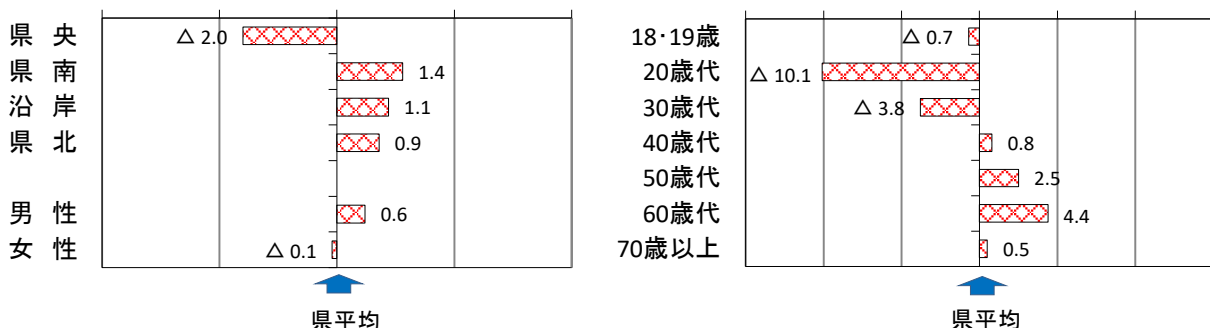 県 央 △ 2.0
県 南 1.4
沿 岸 1.1
県 北 0.9
男 性 0.6
女 性 △ 0.1
県平均
18･19歳 △ 0.7
20歳代 △ 10.1
30歳代 △ 3.8
40歳代 0.8
50歳代 2.5
60歳代 4.4
70歳以上 0.5
県平均